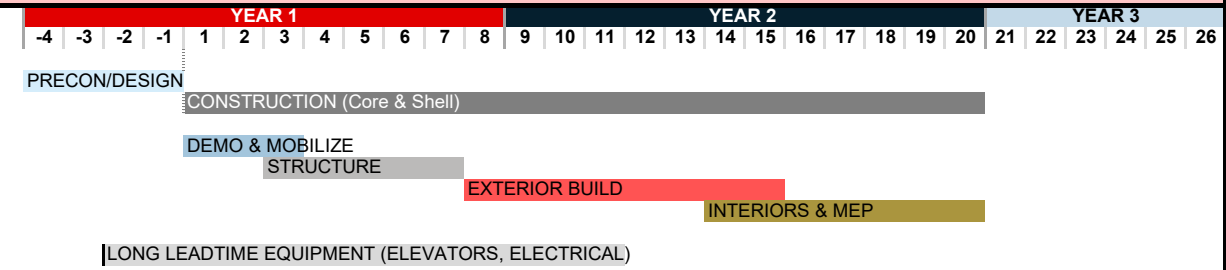 YEAR 1 YEAR 2 YEAR 3
-4 -3 -2 -1 1 2 3 4 5 6 7 8 9 10 11 12 13 14 15 16 17 18 19 20 21 22 23 24 25 26
PRECON/DESIGN
CONSTRUCTION (Core & Shell)
DEMO & MOBILIZE
STRUCTURE
EXTERIOR BUILD
INTERIORS & MEP
LONG LEADTIME EQUIPMENT (ELEVATORS, ELECTRICAL)